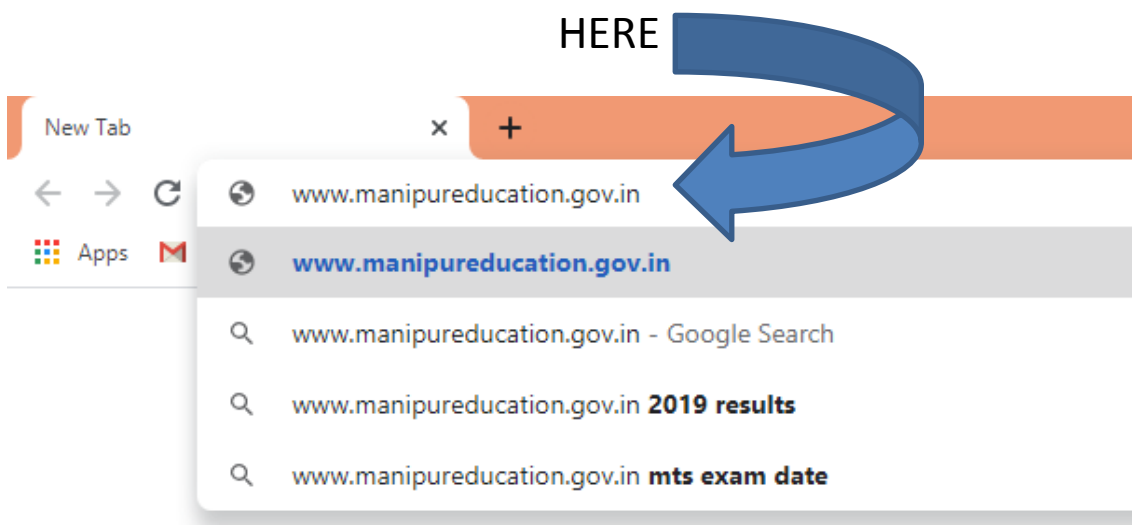 HERE
New Tab
www.manipureducation.gov.in
Apps
www.manipureducation.gov.in
www.manipureducation.gov.in - Google Search
www.manipureducation.gov.in 2019 results
www.manipureducation.gov.in mts exam date